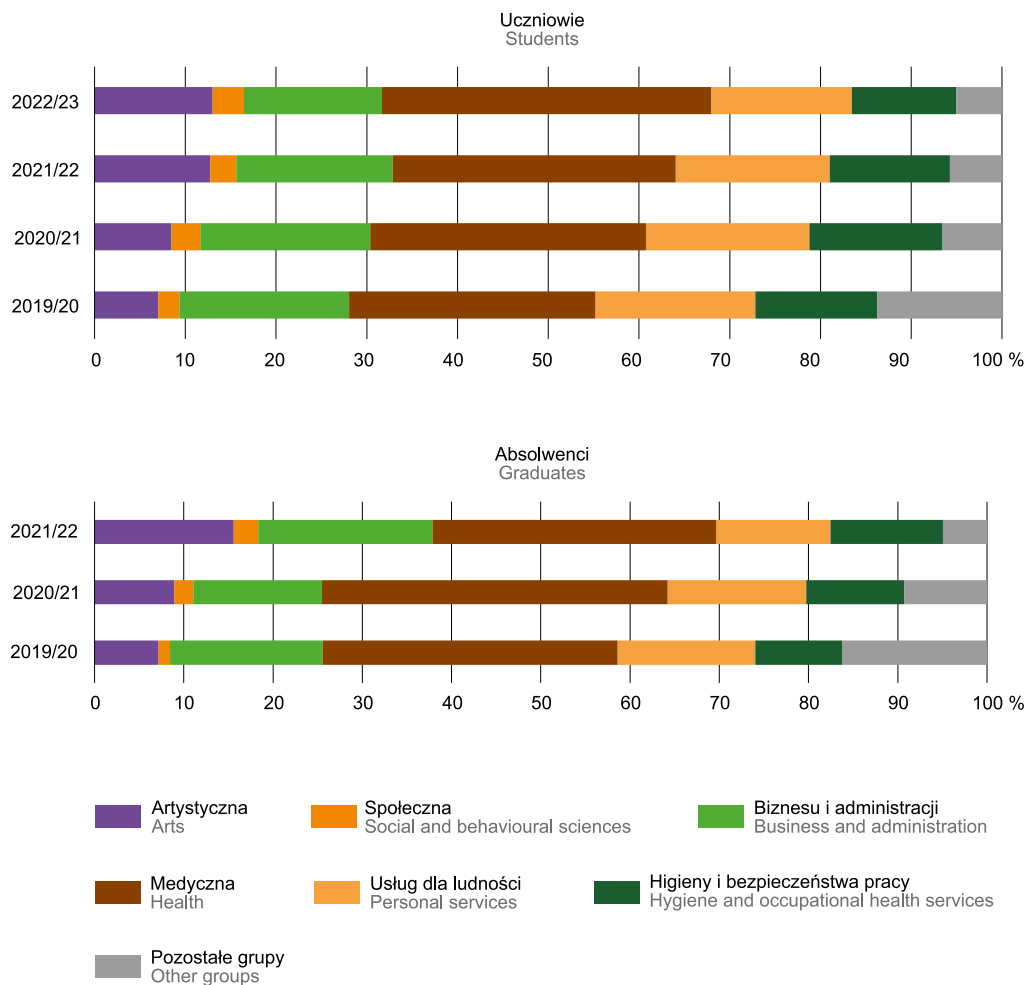 Uczniowie
Students
2022/23
2021/22
2020/21
2019/20
0 10 20 30 40 50 60 70 80 90 100 %
Absolwenci
Graduates
2021/22
2020/21
2019/20
0 10 20 30 40 50 60 70 80 90 100 %
Artystyczna
Arts
Społeczna
Social and behavioural sciences
Biznesu i administracji
Business and administration
Medyczna
Health
Usług dla ludności
Personal services
Higieny i bezpieczeństwa pracy
Hygiene and occupational health services
Pozostałe grupy
Other groups